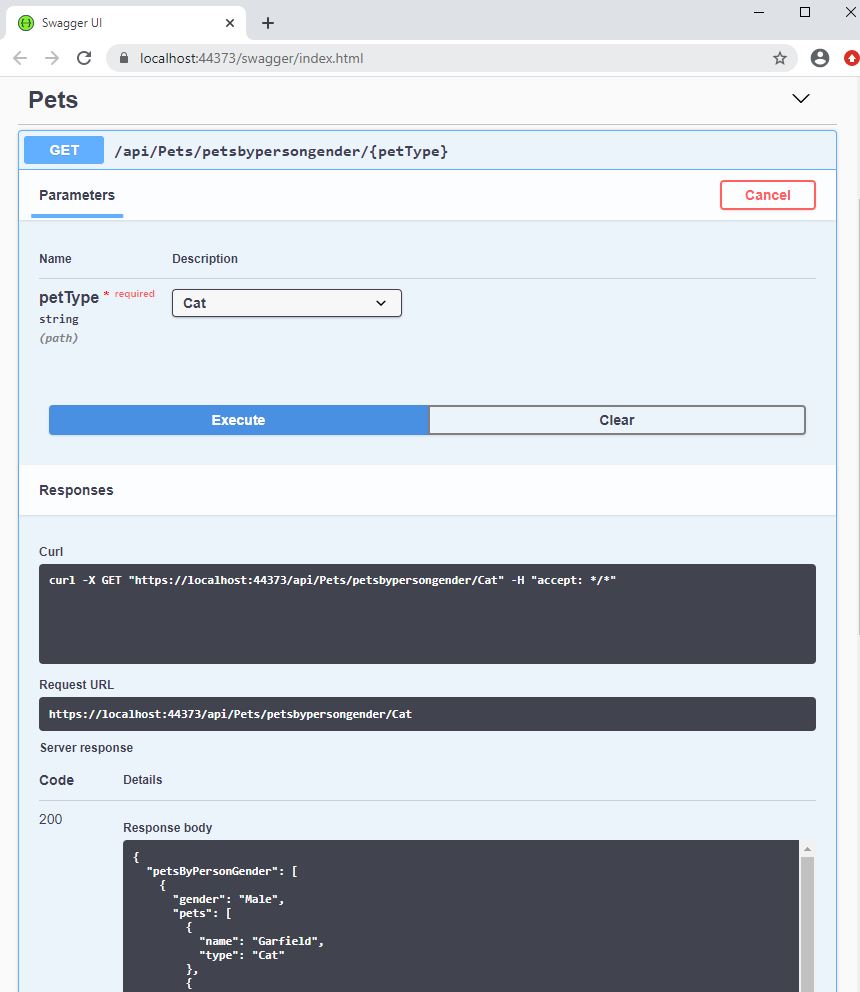 Swagger UI
localhost:44373/swagger/index.html
Pets
GET /api/Pets/petsbypersongender/{petType}
Parameters Cancel
Name Description
petType * required Cat
string
(path)
Execute Clear
Responses
Curl
curl -X GET "https://localhost:44373/api/Pets/petsbypersongender/Cat" -H "accept: */*"
Request URL
https://localhost:44373/api/Pets/petsbypersongender/Cat
Server response
Code Details
200
Response body
{
"petsByPersonGender": [
{
"gender": "Male",
"pets": [
{
"name": "Garfield",
"type": "Cat"
},
{